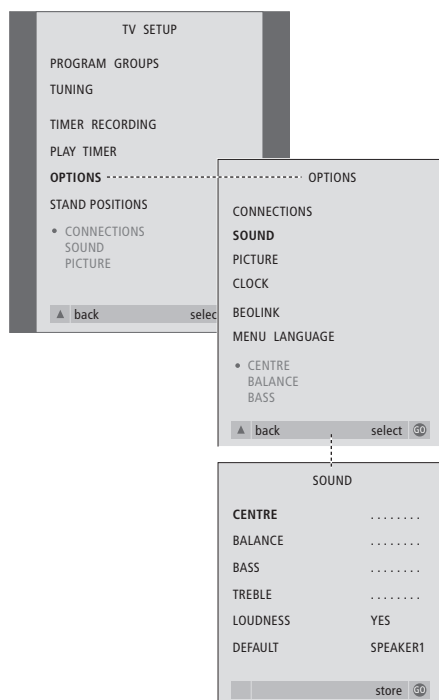 TV SETUP
PROGRAM GROUPS
TUNING
TIMER RECORDING
PLAY TIMER
OPTIONS
STAND POSITIONS
• CONNECTIONS
SOUND
PICTURE
▲ back selec
OPTIONS
CONNECTIONS
SOUND
PICTURE
CLOCK
BEOLINK
MENU LANGUAGE
• CENTRE
BALANCE
BASS
▲ back select GO
SOUND
CENTRE ........
BALANCE ........
BASS ........
TREBLE ........
LOUDNESS YES
DEFAULT SPEAKER1
store GO